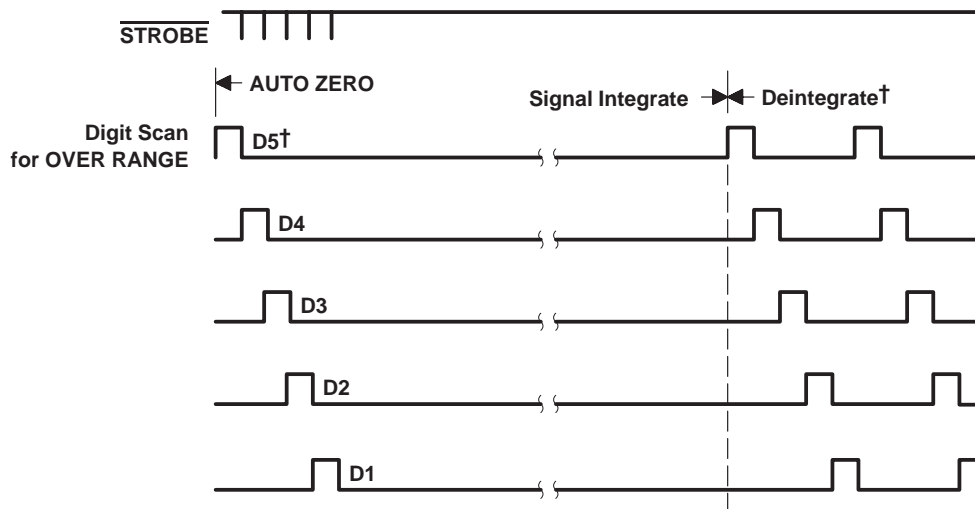 STROBE
AUTO ZERO
Signal Integrate
Deintegrate†
Digit Scan
for OVER RANGE
D5†
D4
D3
D2
D1